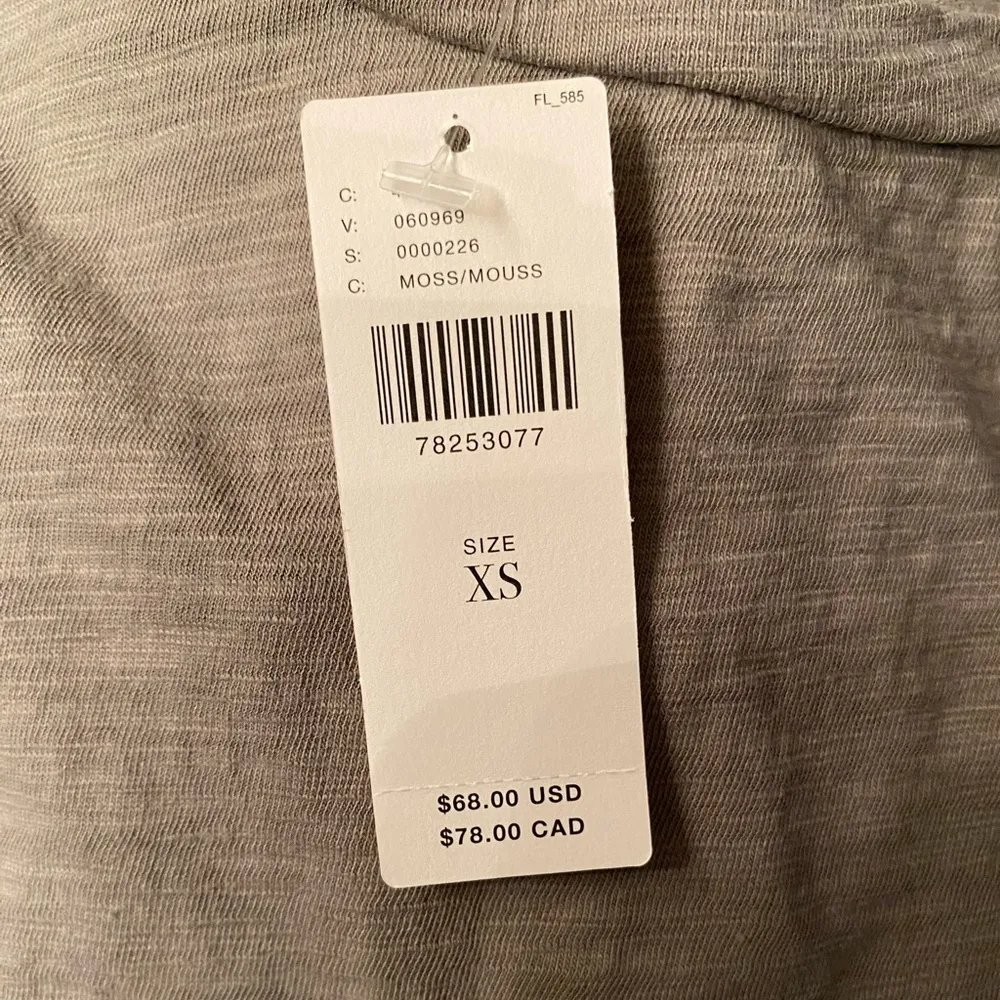 FL_585
C:
V: 060969
S: 0000226
C: MOSS/MOUSS
78253077
SIZE
XS
$68.00 USD
$78.00 CAD